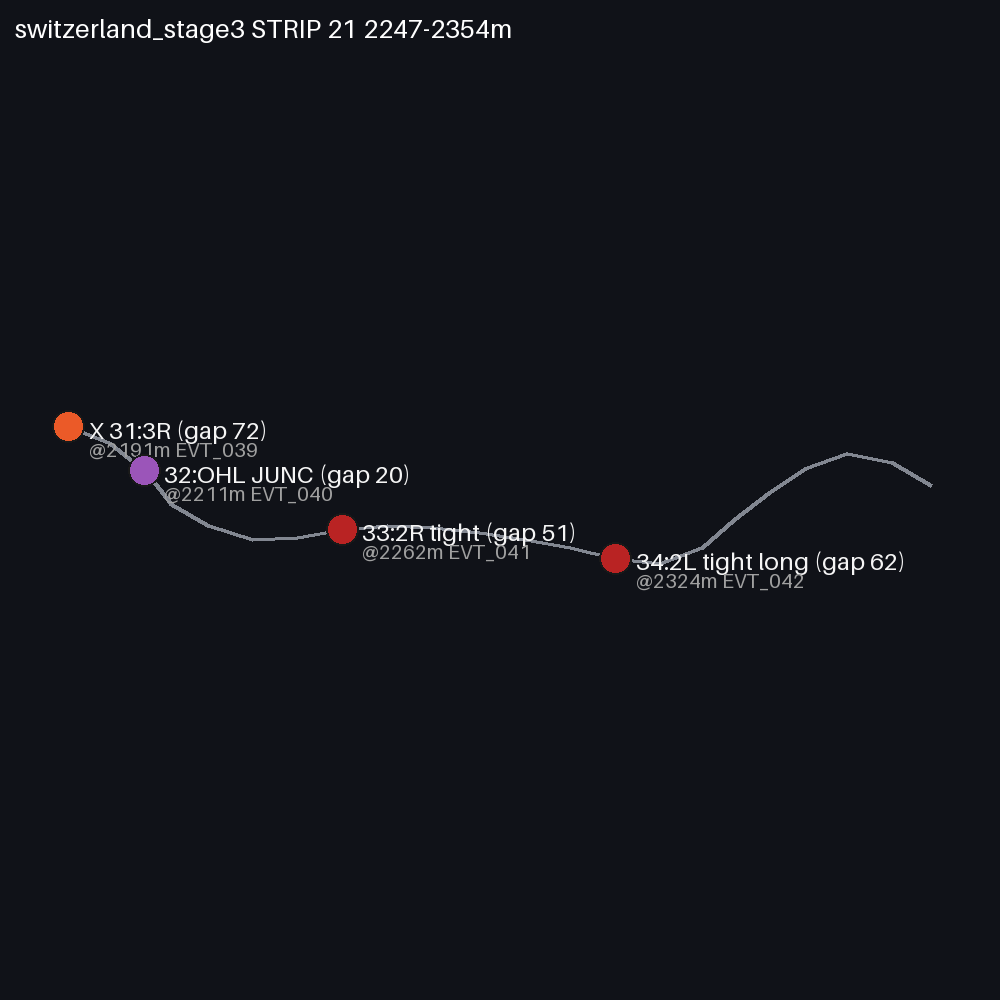 switzerland_stage3 STRIP 21 2247-2354m
X 31:3R (gap 72)
@2191m EVT_039
32:OHL JUNC (gap 20)
@2211m EVT_040
33:2R tight (gap 51)
@2262m EVT_041
34:2L tight long (gap 62)
@2324m EVT_042